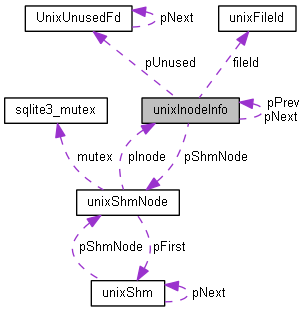 UnixUnusedFd
pNext
unixFileId
pUnused
fileId
sqlite3_mutex
unixInodeInfo
pPrev
pNext
mutex
pInode
pShmNode
unixShmNode
pShmNode
pFirst
unixShm
pNext